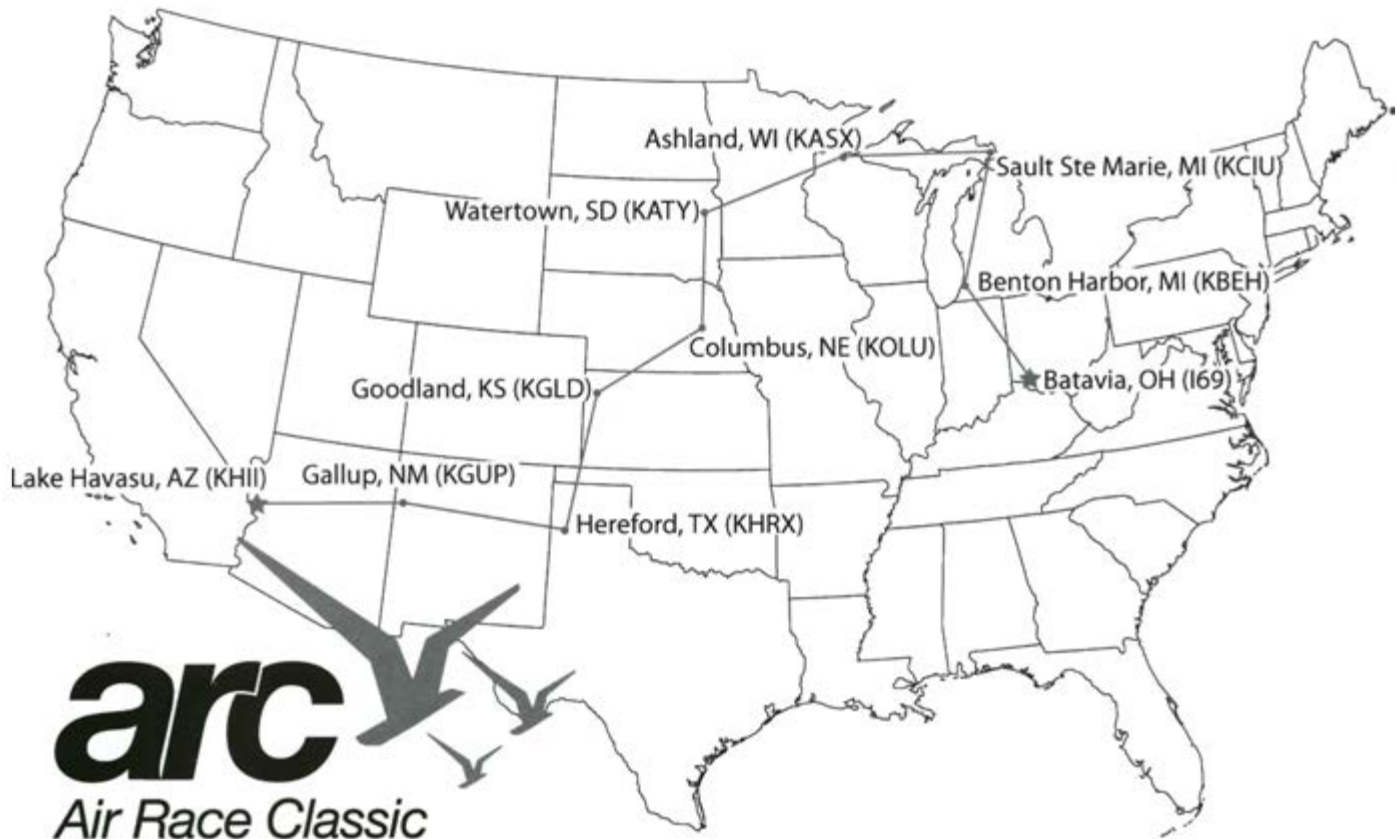 Ashland, WI (KASX)
Sault Ste Marie, MI (KCIU)
Watertown, SD (KATY)
Benton Harbor, MI (KBEH)
Columbus, NE (KOLU)
Batavia, OH (I69)
Goodland, KS (KGLD)
Lake Havasu, AZ (KHII)
Gallup, NM (KGUP)
Hereford, TX (KHRX)
arc
Air Race Classic